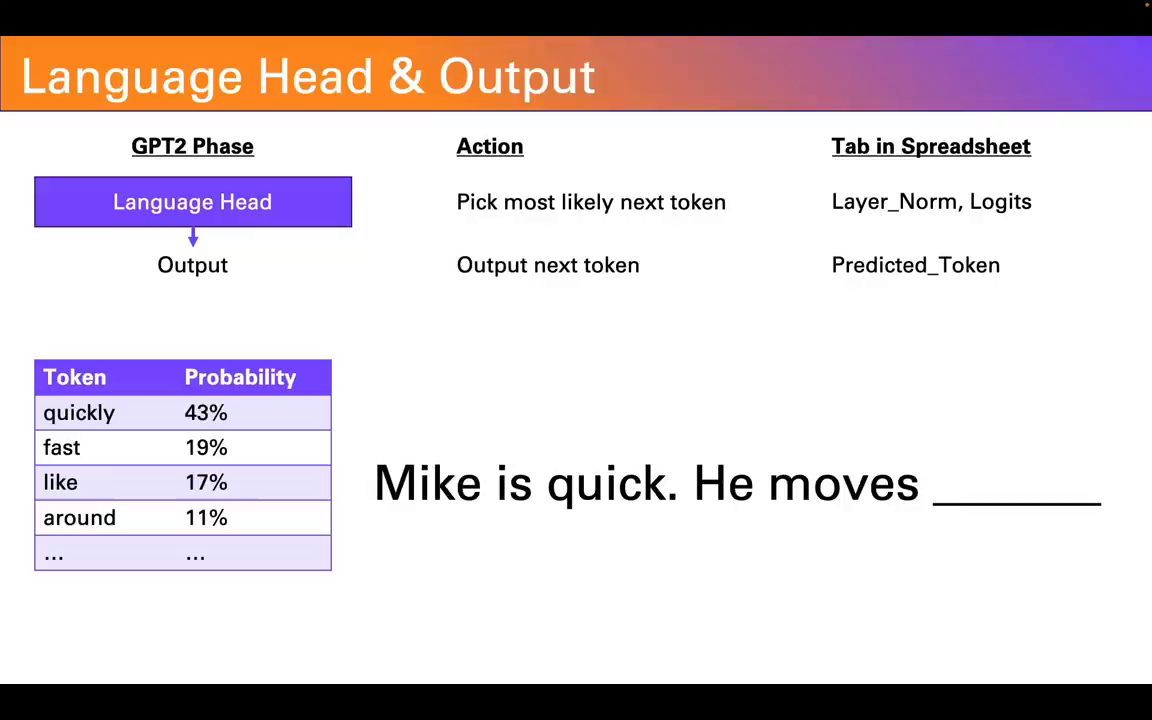 Language Head & Output
GPT2 Phase Action Tab in Spreadsheet
Language Head Pick most likely next token Layer_Norm, Logits
Output Output next token Predicted_Token
Token Probability
quickly 43%
fast 19%
like 17%
around 11%
... ...
Mike is quick. He moves ________